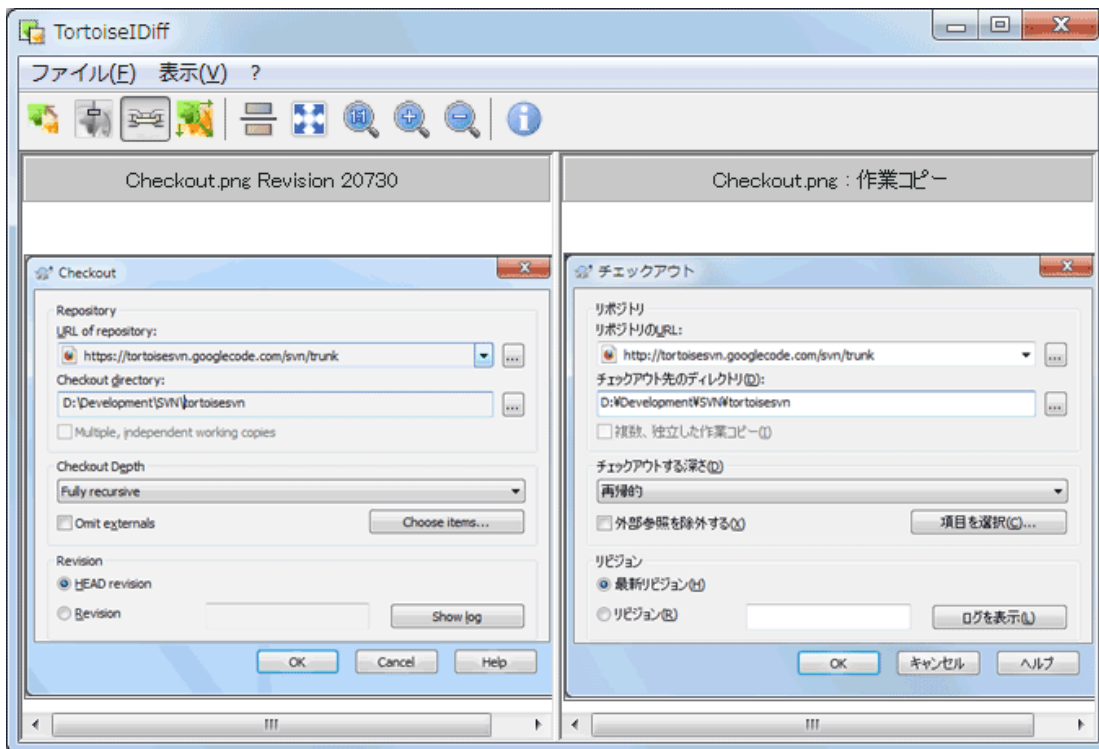 TortoiseIDiff
ファイル(F) 表示(V) ?
Checkout.png Revision 20730
Checkout
Repository
URL of repository:
https://tortoisesvn.googlecode.com/svn/trunk
...
Checkout directory:
D:\Development\SVN\tortoisesvn
...
Multiple, independent working copies
Checkout Depth
Fully recursive
Omit externals
Choose items...
Revision
HEAD revision
Revision
Show log
OK Cancel Help
Checkout.png : 作業コピー
チェックアウト
リポジトリ
リポジトリのURL:
http://tortoisesvn.googlecode.com/svn/trunk
...
チェックアウト先のディレクトリ(D):
D:¥Development¥SVN¥tortoisesvn
...
複数、独立した作業コピー(I)
チェックアウトする深さ(D)
再帰的
外部参照を除外する(X)
項目を選択(C)...
リビジョン
最新リビジョン(H)
リビジョン(R)
ログを表示(L)
OK キャンセル ヘルプ